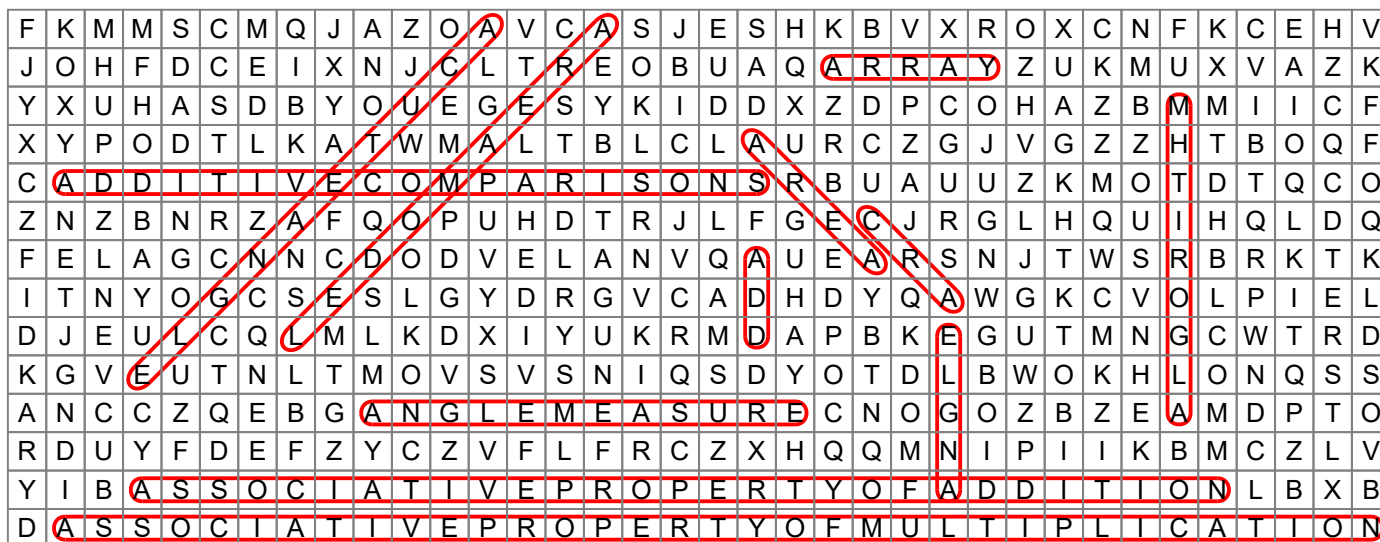 F K M M S C M Q J A Z O A V C A S J E S H K B V X R O X C N F K C E H V
J O H F D C E I X N J C L T R E O B U A Q A R R A Y Z U K M U X V A Z K
Y X U H A S D B Y O U E G E S Y K I D D X Z D P C O H A Z B M M I I C F
X Y P O D T L K A T W M A L T B L C L A U R C Z G J V G Z Z H T B O Q F
C A D D I T I V E C O M P A R I S O N S R B U A U U Z K M O T D T Q C O
Z N Z B N R Z A F Q O P U H D T R J L F G E C J R G L H Q U I H Q L D Q
F E L A G C N N C D O D V E L A N V Q A U E A R S N J T W S R B R K T K
I T N Y O G C S E S L G Y D R G V C A D H D Y Q A W G K C V O L P I E L
D J E U L C Q L M L K D X I Y U K R M D A P B K E G U T M N G C W T R D
K G V E U T N L T M O V S V S N I Q S D Y O T D L B W O K H L O N Q S S
A N C C Z Q E B G A N G L E M E A S U R E C N O G O Z B Z E A M D P T O
R D U Y F D E F Z Y C Z V F L F R C Z X H Q Q M N I P I I K B M C Z L V
Y I B A S S O C I A T I V E P R O P E R T Y O F A D D I T I O N L B X B
D A S S O C I A T I V E P R O P E R T Y O F M U L T I P L I C A T I O N